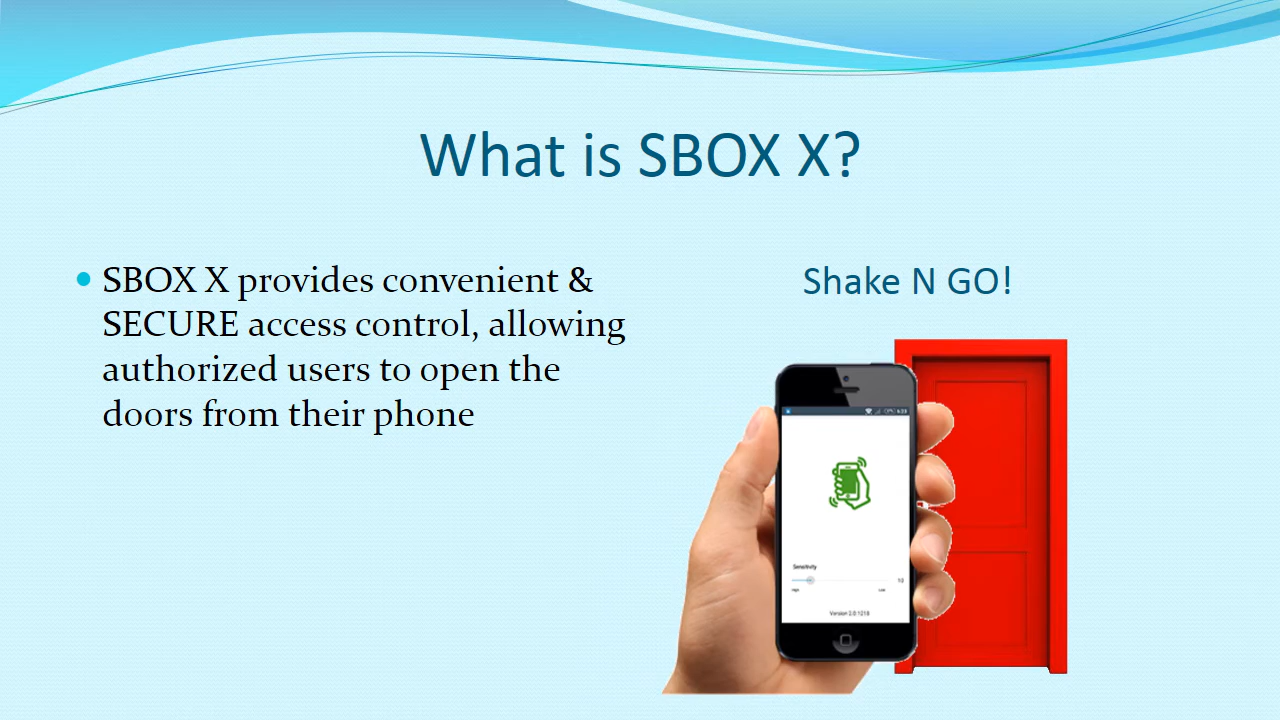 What is SBOX X?
SBOX X provides convenient &
SECURE access control, allowing
authorized users to open the
doors from their phone
Shake N GO!
Sensitivity
High
Low
Version 2.0.1218